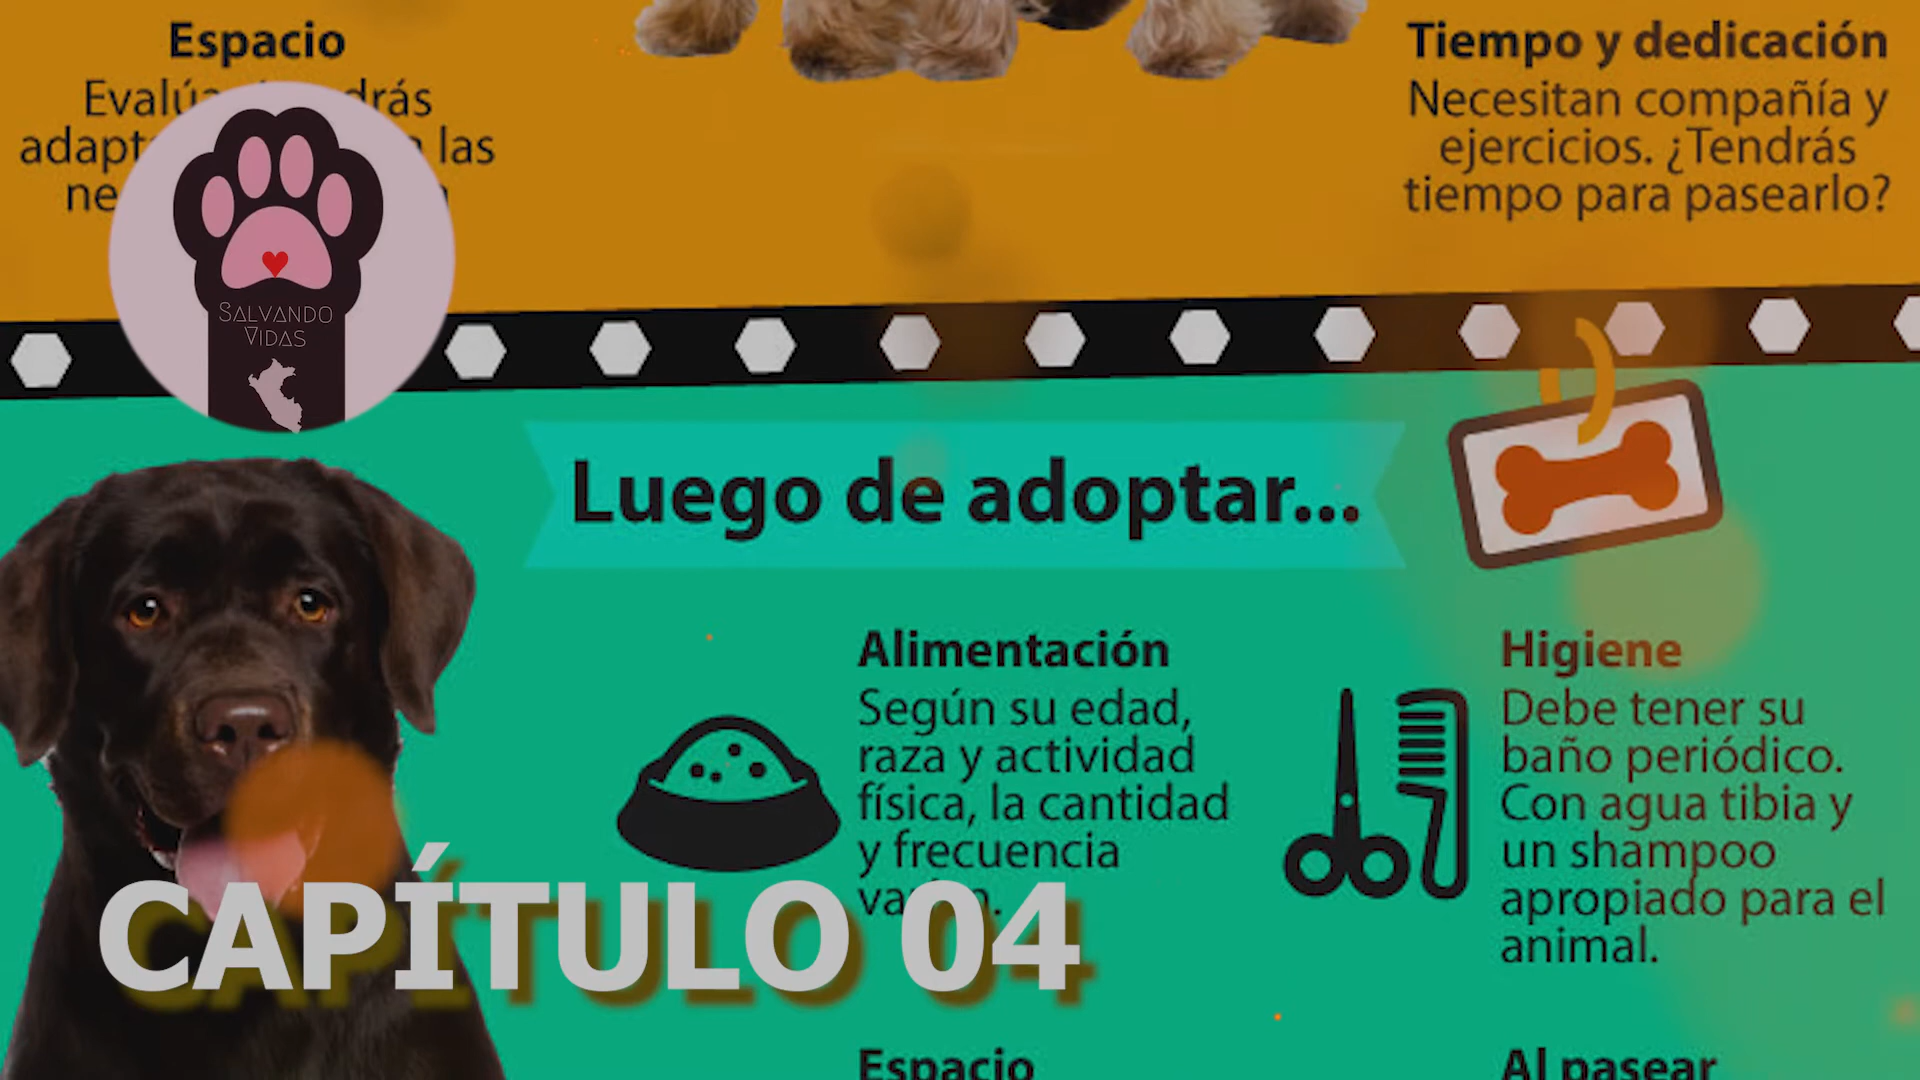 Espacio
Evalúa drás
adapt las
ne
Tiempo y dedicación
Necesitan compañía y
ejercicios. ¿Tendrás
tiempo para pasearlo?
SALVANDO
VIDAS
Luego de adoptar...
Alimentación
Según su edad,
raza y actividad
física, la cantidad
y frecuencia
Higiene
Debe tener su
baño periódico.
Con agua tibia y
un shampoo
apropiado para el
animal.
CAPÍTULO 04
Espacio
Al pasear